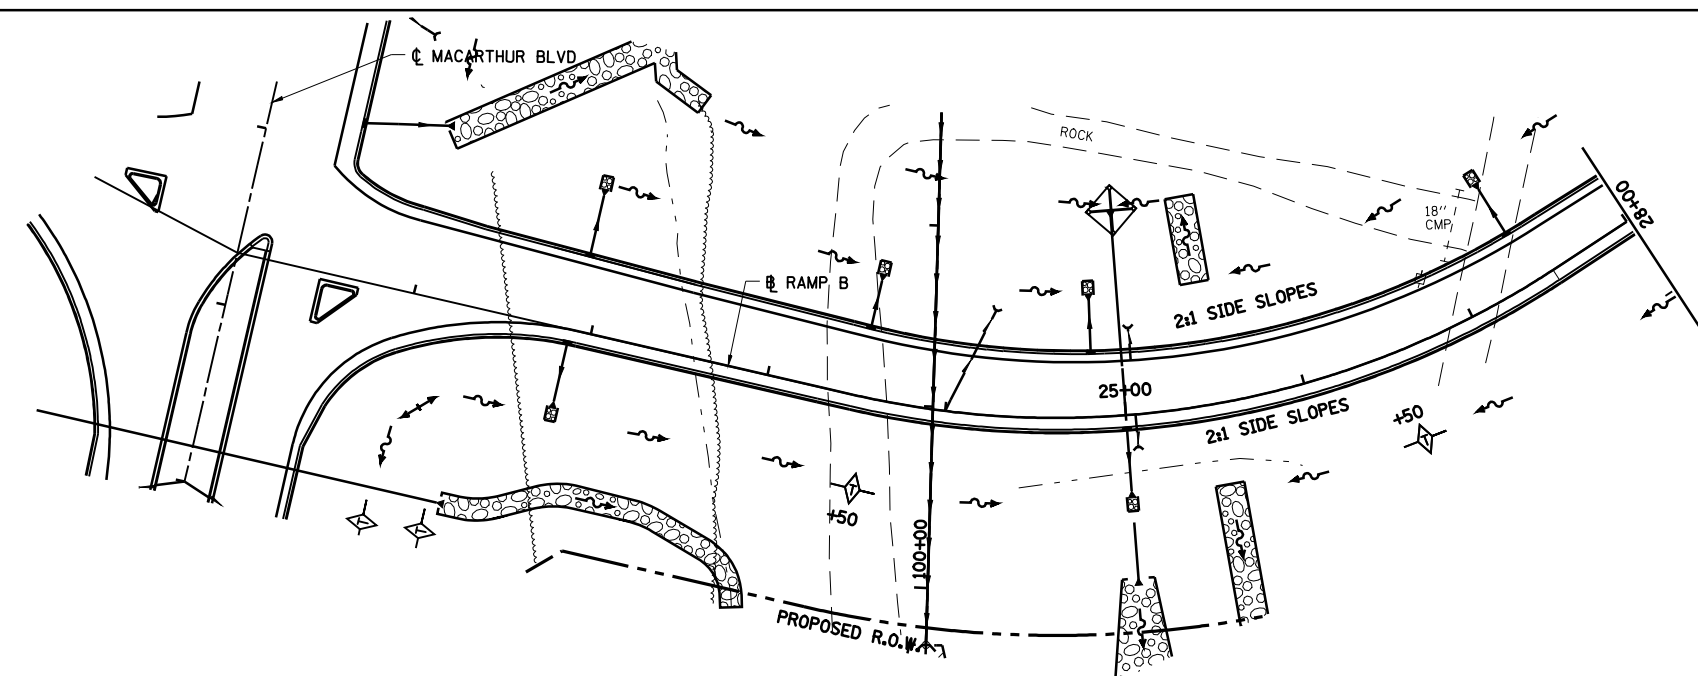 ℄ MACARTHUR BLVD
ROCK
18"
CMP
28+00
℔ RAMP B
2:1 SIDE SLOPES
25+00
2:1 SIDE SLOPES
+50
T
T
+50
100+00
T
T
PROPOSED R.O.W.